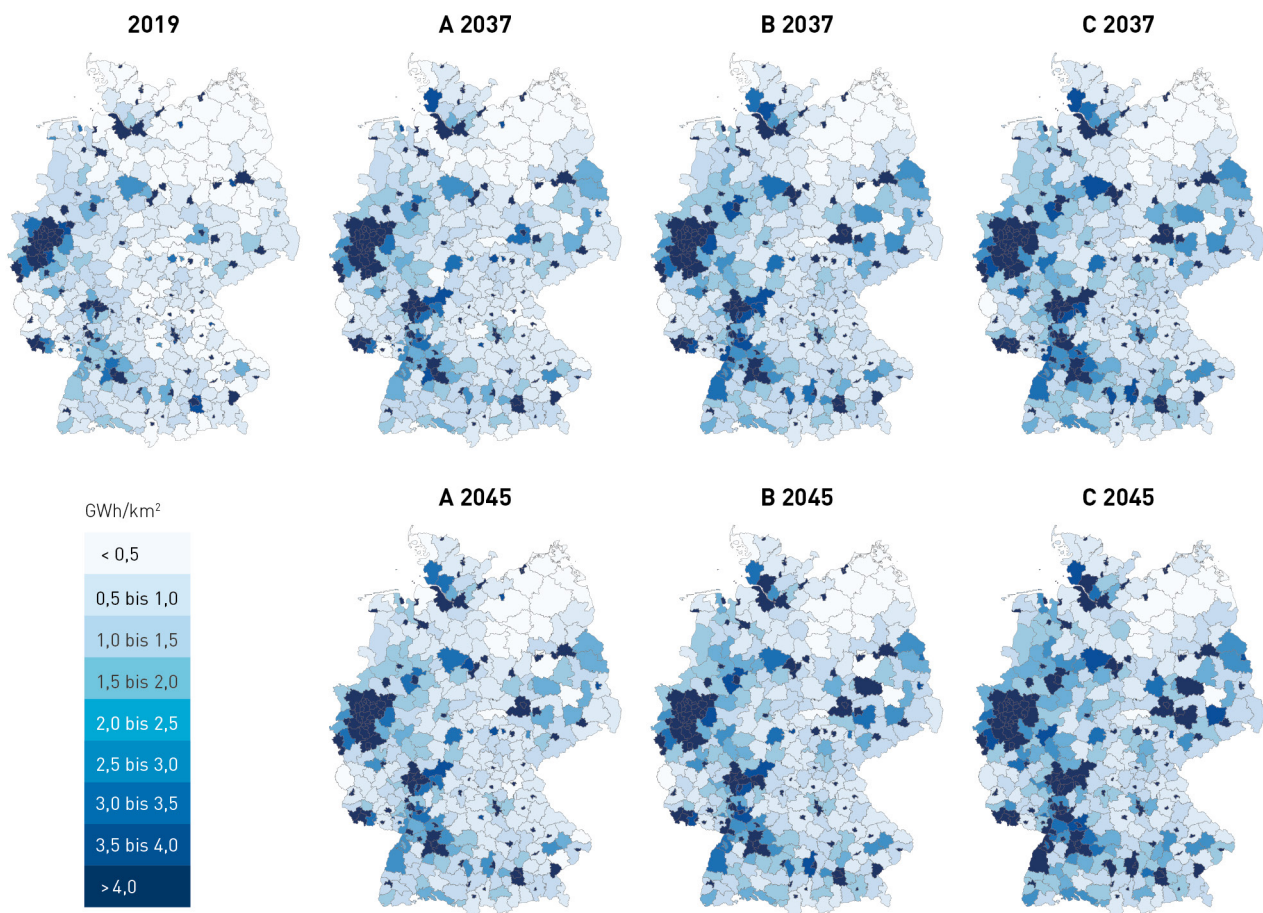 2019
A 2037
B 2037
C 2037
A 2045
B 2045
C 2045
GWh/km²
< 0,5
0,5 bis 1,0
1,0 bis 1,5
1,5 bis 2,0
2,0 bis 2,5
2,5 bis 3,0
3,0 bis 3,5
3,5 bis 4,0
> 4,0